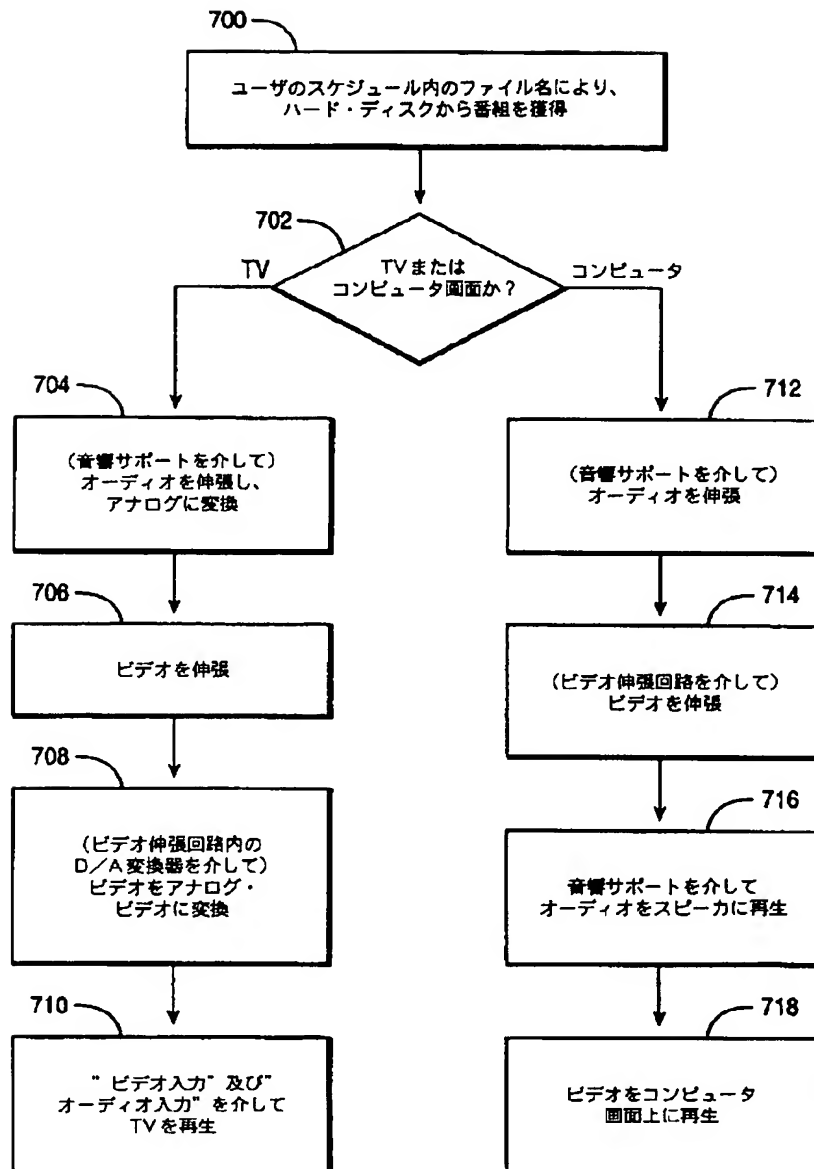 700
ユーザのスケジュール内のファイル名により、
ハード・ディスクから番組を獲得
702
TV
TVまたは
コンピュータ画面か？
コンピュータ
704
（音響サポートを介して）
オーディオを伸張し、
アナログに変換
706
ビデオを伸張
708
（ビデオ伸張回路内の
D／A変換器を介して）
ビデオをアナログ・
ビデオに変換
710
”ビデオ入力”及び”
オーディオ入力”を介して
TVを再生
712
（音響サポートを介して）
オーディオを伸張
714
（ビデオ伸張回路を介して）
ビデオを伸張
716
音響サポートを介して
オーディオをスピーカに再生
718
ビデオをコンピュータ
画面上に再生